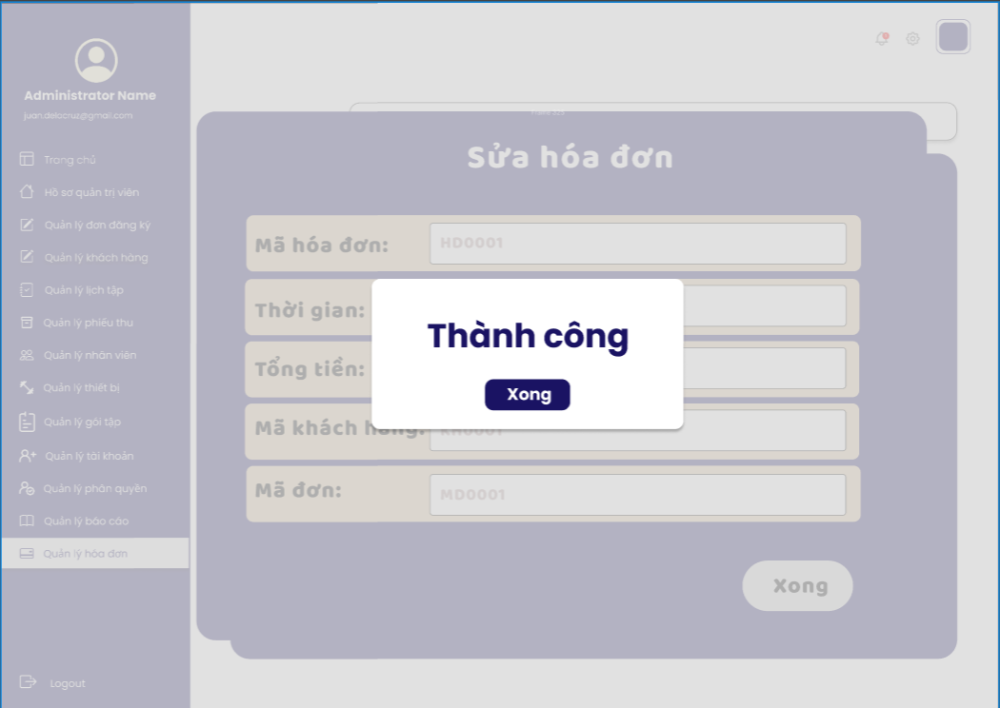 Administrator Name
juan.delacruz@gmail.com
Trang chủ
Hồ sơ quản trị viên
Quản lý đơn đăng ký
Quản lý khách hàng
Quản lý lịch tập
Quản lý phiếu thu
Quản lý nhân viên
Quản lý thiết bị
Quản lý gói tập
Quản lý tài khoản
Quản lý phân quyền
Quản lý báo cáo
Quản lý hóa đơn
Logout
Sửa hóa đơn
Mã hóa đơn: HD0001
Thời gian:
Tổng tiền:
Mã khách hàng: KH0001
Mã đơn: MD0001
Xong
Thành công
Xong